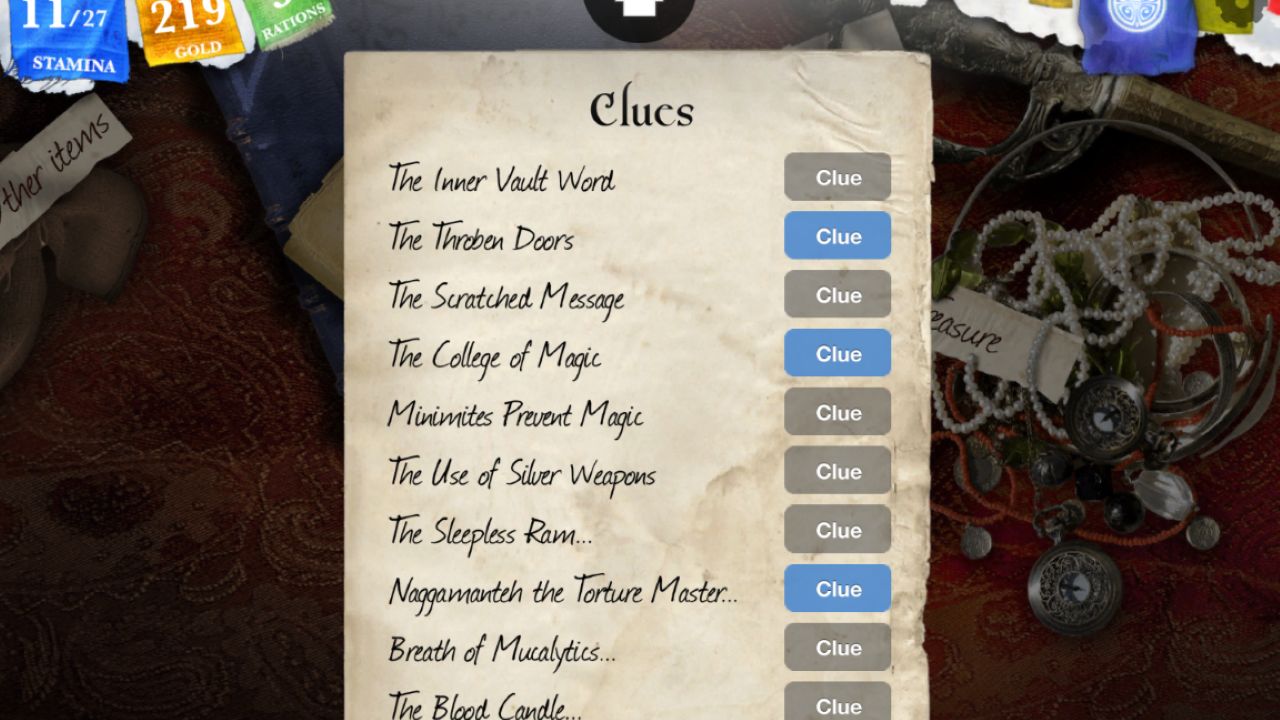 11/27
STAMINA
219
GOLD
RATIONS
ther items
Clues
The Inner Vault Word Clue
The Throben Doors Clue
The Scratched Message Clue
The College of Magic Clue
Minimites Prevent Magic Clue
The Use of Silver Weapons Clue
The Sleepless Ram... Clue
Naggamanteh the Torture Master... Clue
Breath of Mucalytics... Clue
The Blood Candle... Clue
easure